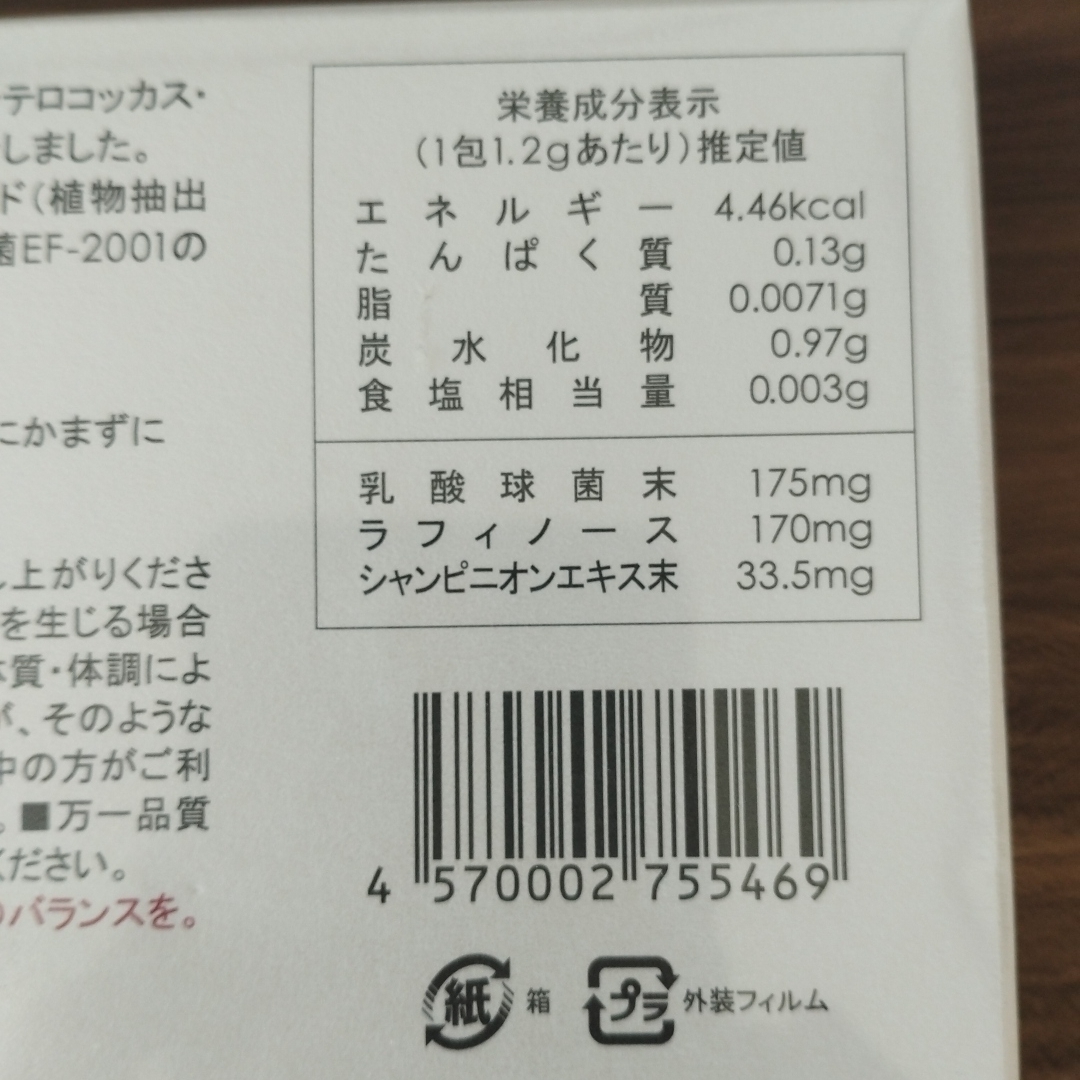 テロコッカス・
しました。
ド（植物抽出
菌EF-2001の
にかまずに
し上がりくださ
を生じる場合
体質・体調によ
が、そのような
中の方がご利
。■万一品質
ください。
のバランスを。
栄養成分表示
（1包1.2gあたり）推定値
エネルギー 4.46kcal
たんぱく質 0.13g
脂質 0.0071g
炭水化物 0.97g
食塩相当量 0.003g
乳酸球菌末 175mg
ラフィノース 170mg
シャンピニオンエキス末 33.5mg
4 570002 755469
紙 箱 プラ 外装フィルム